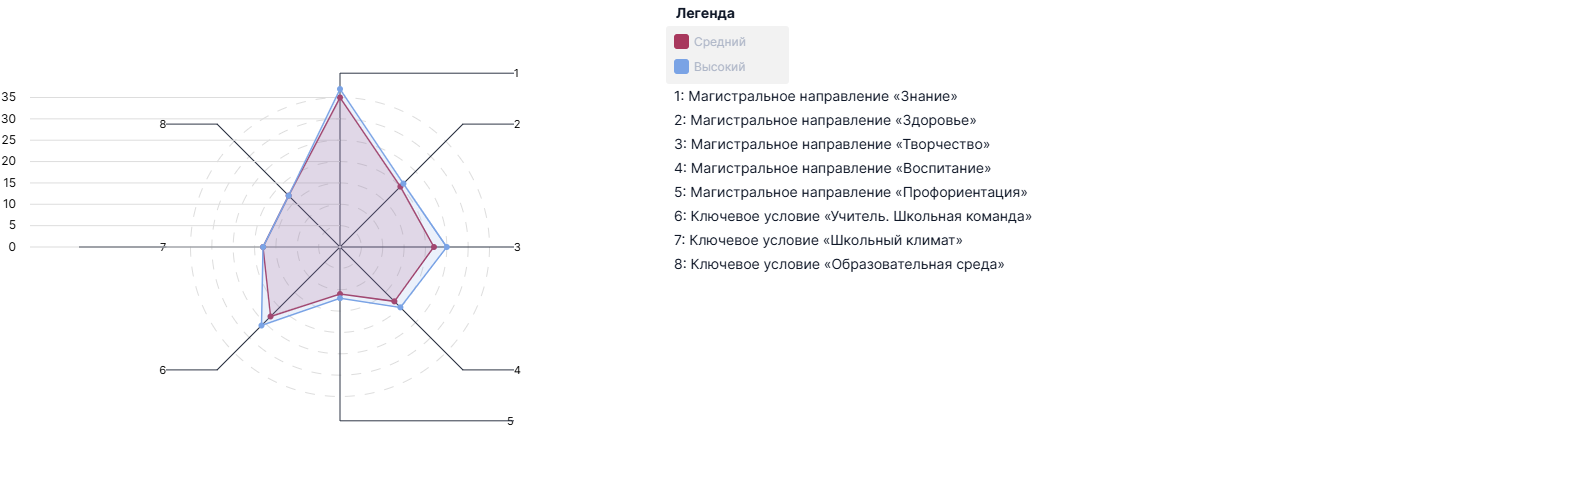 Легенда
Средний
Высокий
1: Магистральное направление «Знание»
2: Магистральное направление «Здоровье»
3: Магистральное направление «Творчество»
4: Магистральное направление «Воспитание»
5: Магистральное направление «Профориентация»
6: Ключевое условие «Учитель. Школьная команда»
7: Ключевое условие «Школьный климат»
8: Ключевое условие «Образовательная среда»
35
30
25
20
15
10
5
0
1
2
3
4
5
6
7
8